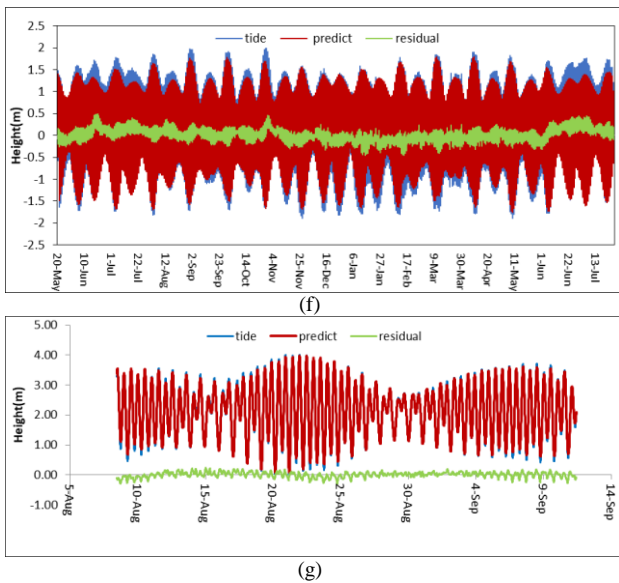 2.5
tide predict residual
2
1.5
1
0.5
0
-0.5
-1
-1.5
-2
-2.5
Height(m)
20-May 10-Jun 1-Jul 22-Jul 12-Aug 2-Sep 23-Sep 14-Oct 4-Nov 25-Nov 16-Dec 6-Jan 27-Jan 17-Feb 9-Mar 30-Mar 20-Apr 11-May 1-Jun 22-Jun 13-Jul
(f)
5.00
tide predict residual
4.00
3.00
2.00
1.00
0.00
-1.00
Height(m)
5-Aug 10-Aug 15-Aug 20-Aug 25-Aug 30-Aug 4-Sep 9-Sep 14-Sep
(g)